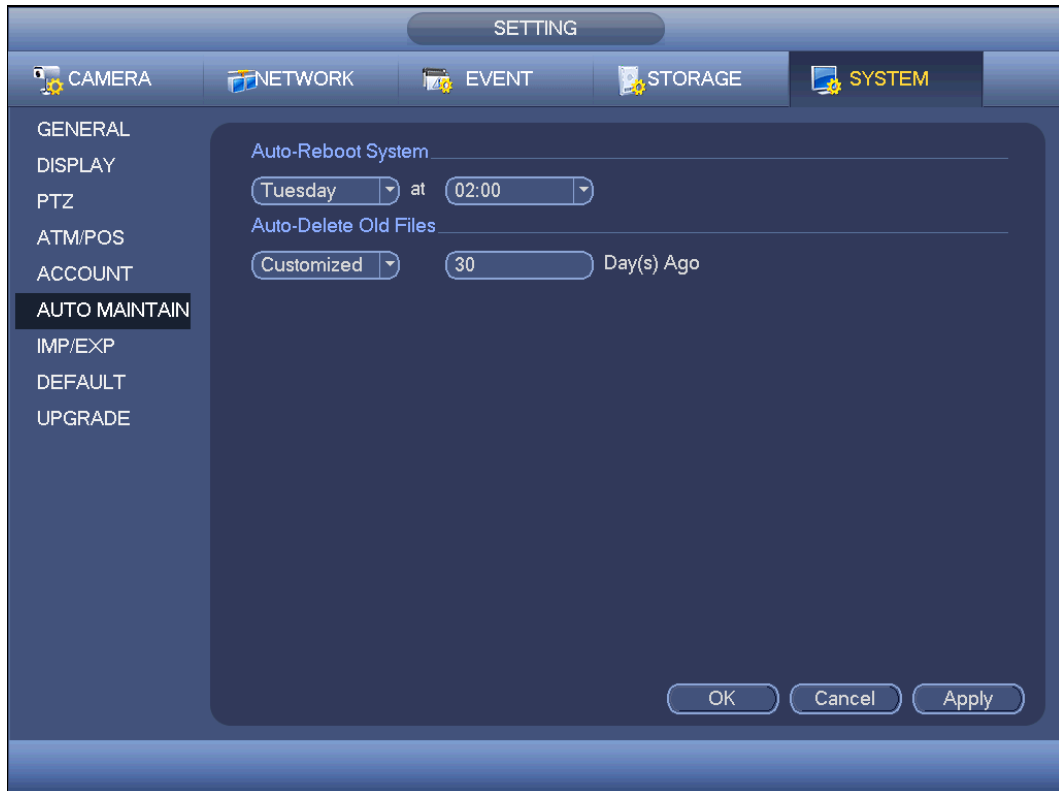 SETTING
CAMERA NETWORK EVENT STORAGE SYSTEM
GENERAL
DISPLAY
PTZ
ATM/POS
ACCOUNT
AUTO MAINTAIN
IMP/EXP
DEFAULT
UPGRADE
Auto-Reboot System
Tuesday at 02:00
Auto-Delete Old Files
Customized 30 Day(s) Ago
OK Cancel Apply